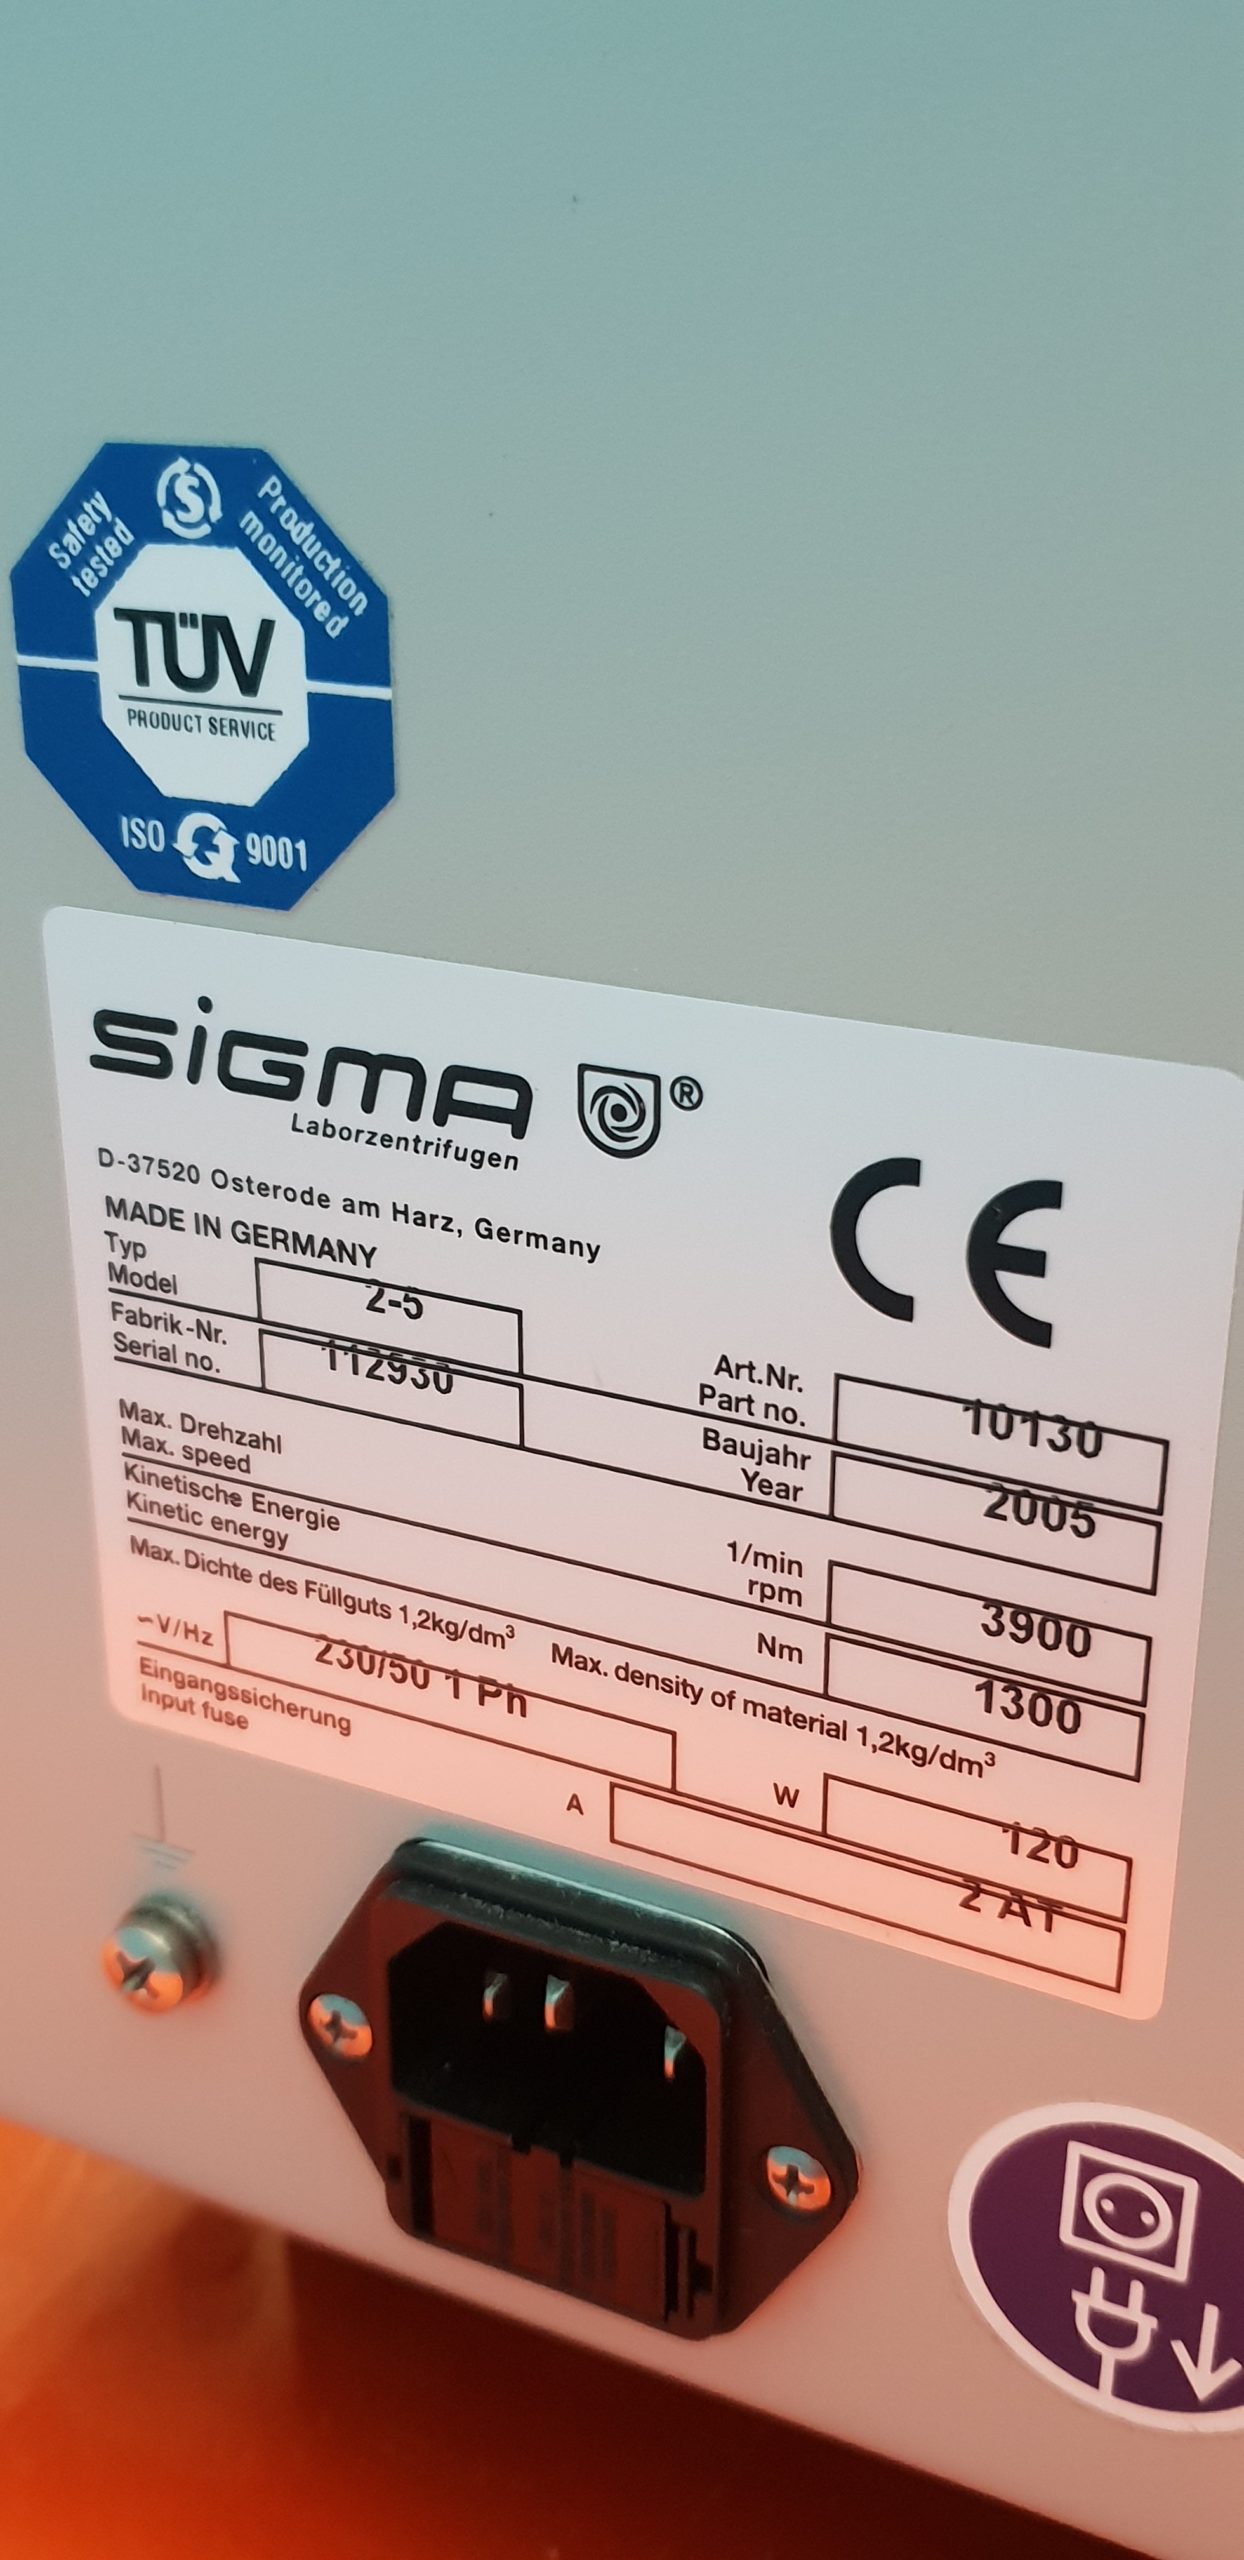 Safety tested
Production monitored
TÜV
PRODUCT SERVICE
ISO 9001
SIGMA ®
Laborzentrifugen
D-37520 Osterode am Harz, Germany
MADE IN GERMANY
CE
Typ
Model 2-5
Art.Nr.
Part no. 10130
Fabrik-Nr.
Serial no. 112930
Baujahr
Year 2005
Max. Drehzahl 1/min
Max. speed rpm 3900
Kinetische Energie
Kinetic energy Nm 1300
Max. Dichte des Füllguts 1,2kg/dm³ Max. density of material 1,2kg/dm³
~V/Hz 230/50 1 Ph W 120
Eingangssicherung
Input fuse A 2 AT